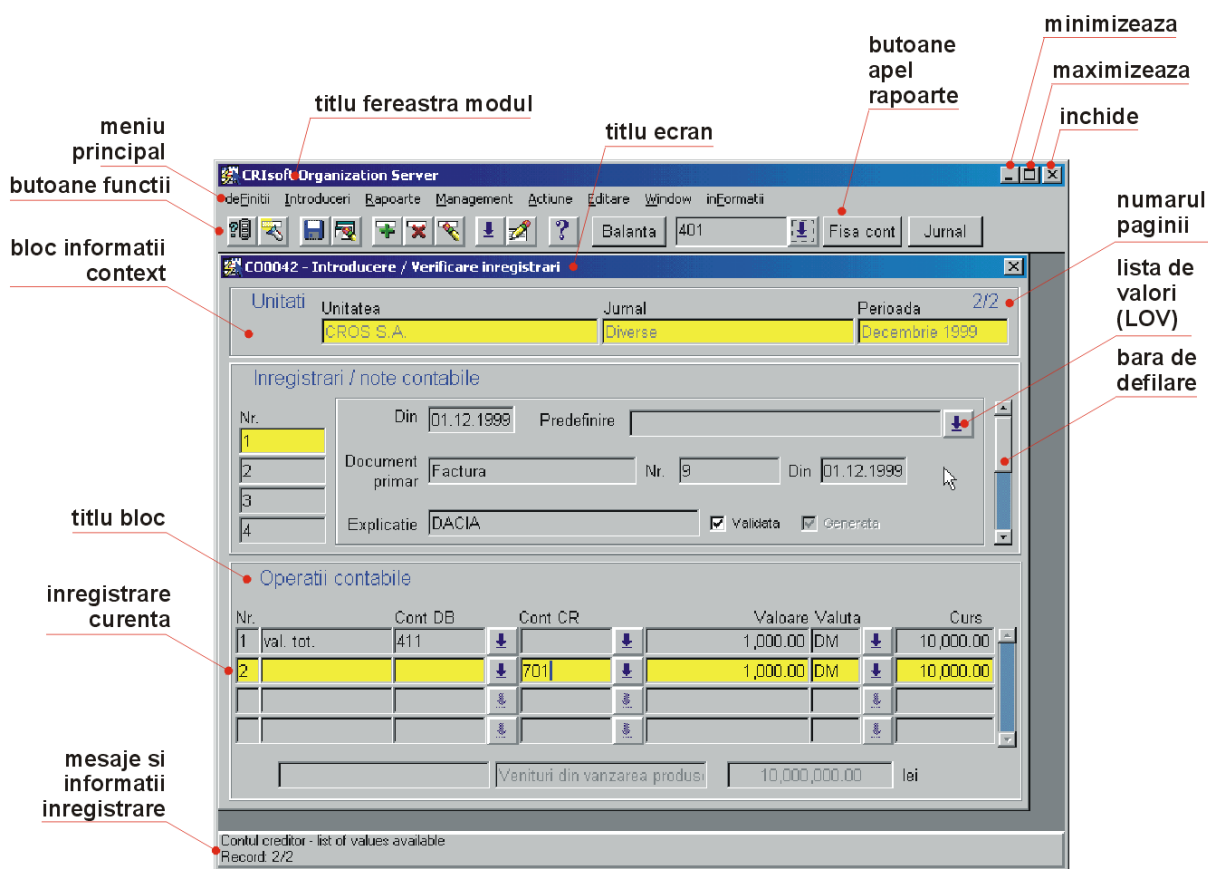 minimizeaza
butoane
apel
rapoarte
maximizeaza
titlu fereastra modul
inchide
meniu
principal
titlu ecran
butoane functii
CRIsoft Organization Server
deFinitii Introduceri Rapoarte Management Actiune Editare Window inFormatii
numarul
paginii
Balanta 401 Fisa cont Jurnal
bloc informatii
context
CO0042 - Introducere / Verificare inregistrari
lista de
valori
(LOV)
Unitati 2/2
Unitatea Jurnal Perioada
CROS S.A. Diverse Decembrie 1999
bara de
defilare
Inregistrari / note contabile
Nr.
1
2
3
4
Din 01.12.1999 Predefinire
Document
primar Factura Nr. 9 Din 01.12.1999
Explicatie DACIA Validata Generata
titlu bloc
Operatii contabile
inregistrare
curenta
Nr. Cont DB Cont CR Valoare Valuta Curs
1 val. tot. 411 1,000.00 DM 10,000.00
2 701 1,000.00 DM 10,000.00
Venituri din vanzarea produs 10,000,000.00 lei
mesaje si
informatii
inregistrare
Contul creditor - list of values available
Record: 2/2